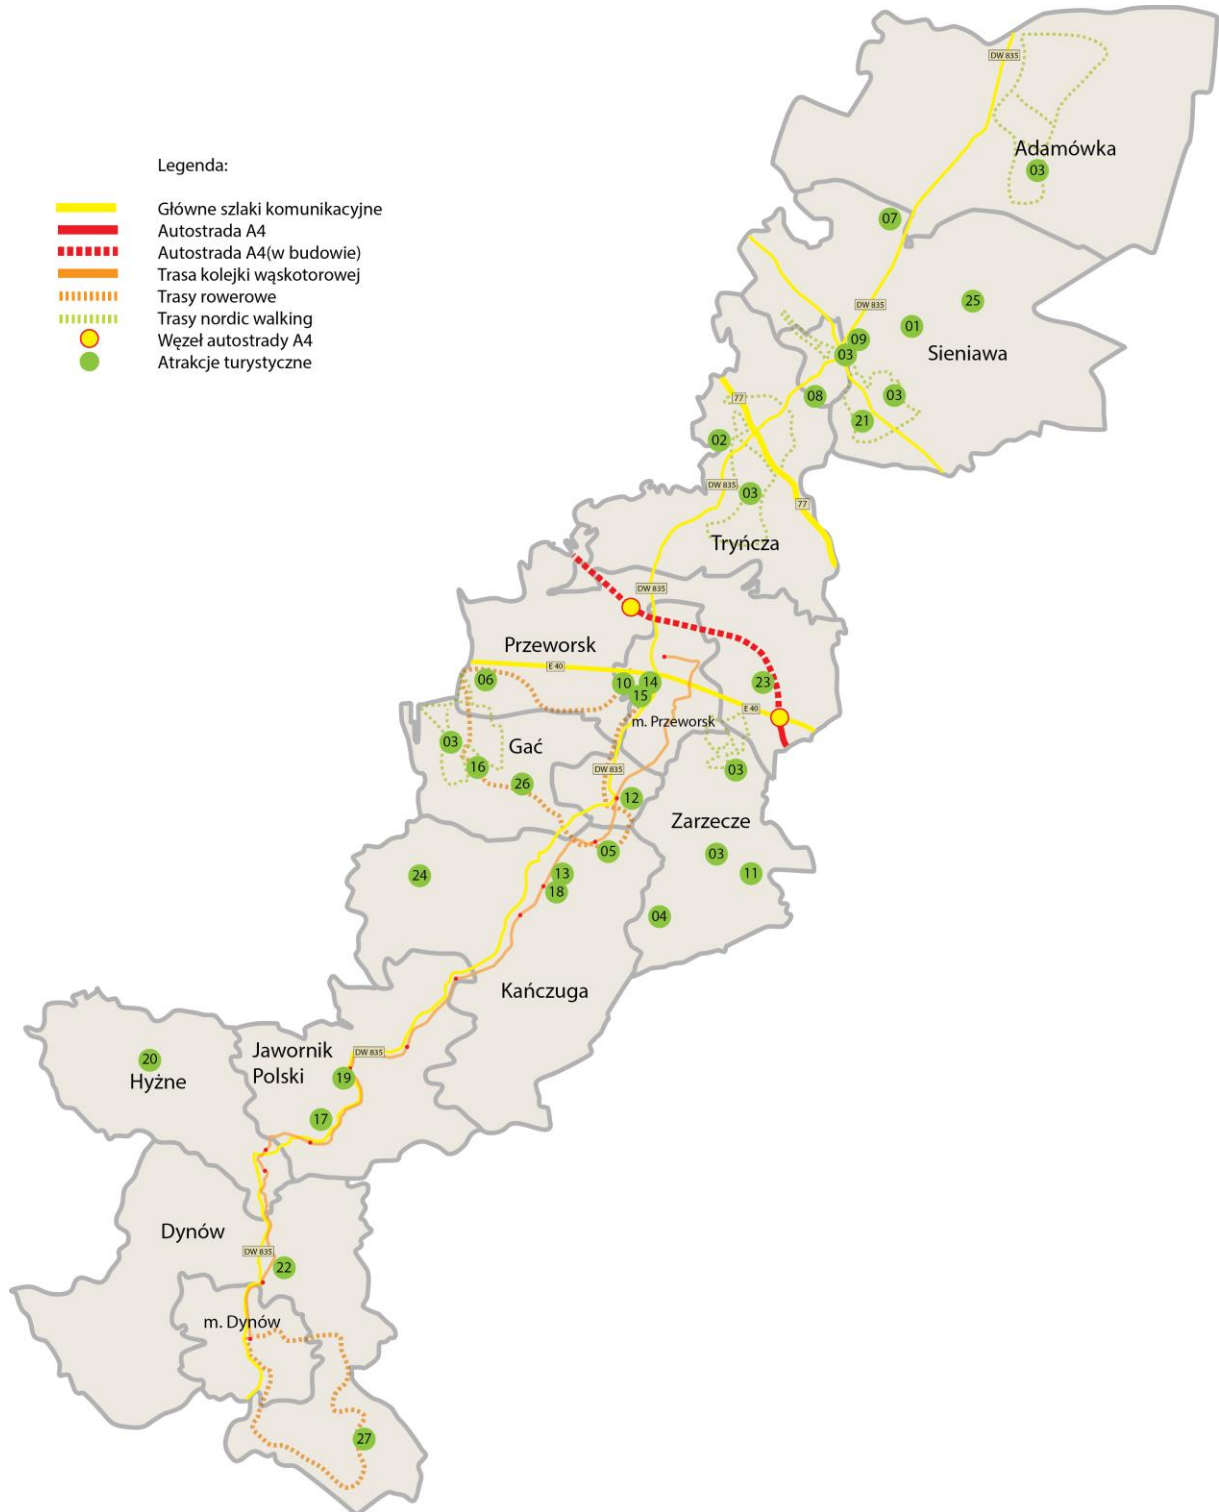 Legenda:
Główne szlaki komunikacyjne
Autostrada A4
Autostrada A4(w budowie)
Trasa kolejki wąskotorowej
Trasy rowerowe
Trasy nordic walking
Węzeł autostrady A4
Atrakcje turystyczne
DW 835
Adamówka
03
07
25
DW 835
01
09
03
Sieniawa
03
08
77
21
02
DW 835
03
77
Tryńcza
DW 835
Przeworsk
E 40
06
10
14
15
23
E 40
m. Przeworsk
03
Gać
16
26
DW 835
03
12
Zarzecze
05
03
13
11
24
18
04
Kańczuga
20
Hyżne
Jawornik
Polski
DW 835
19
17
Dynów
DW 835
22
m. Dynów
27